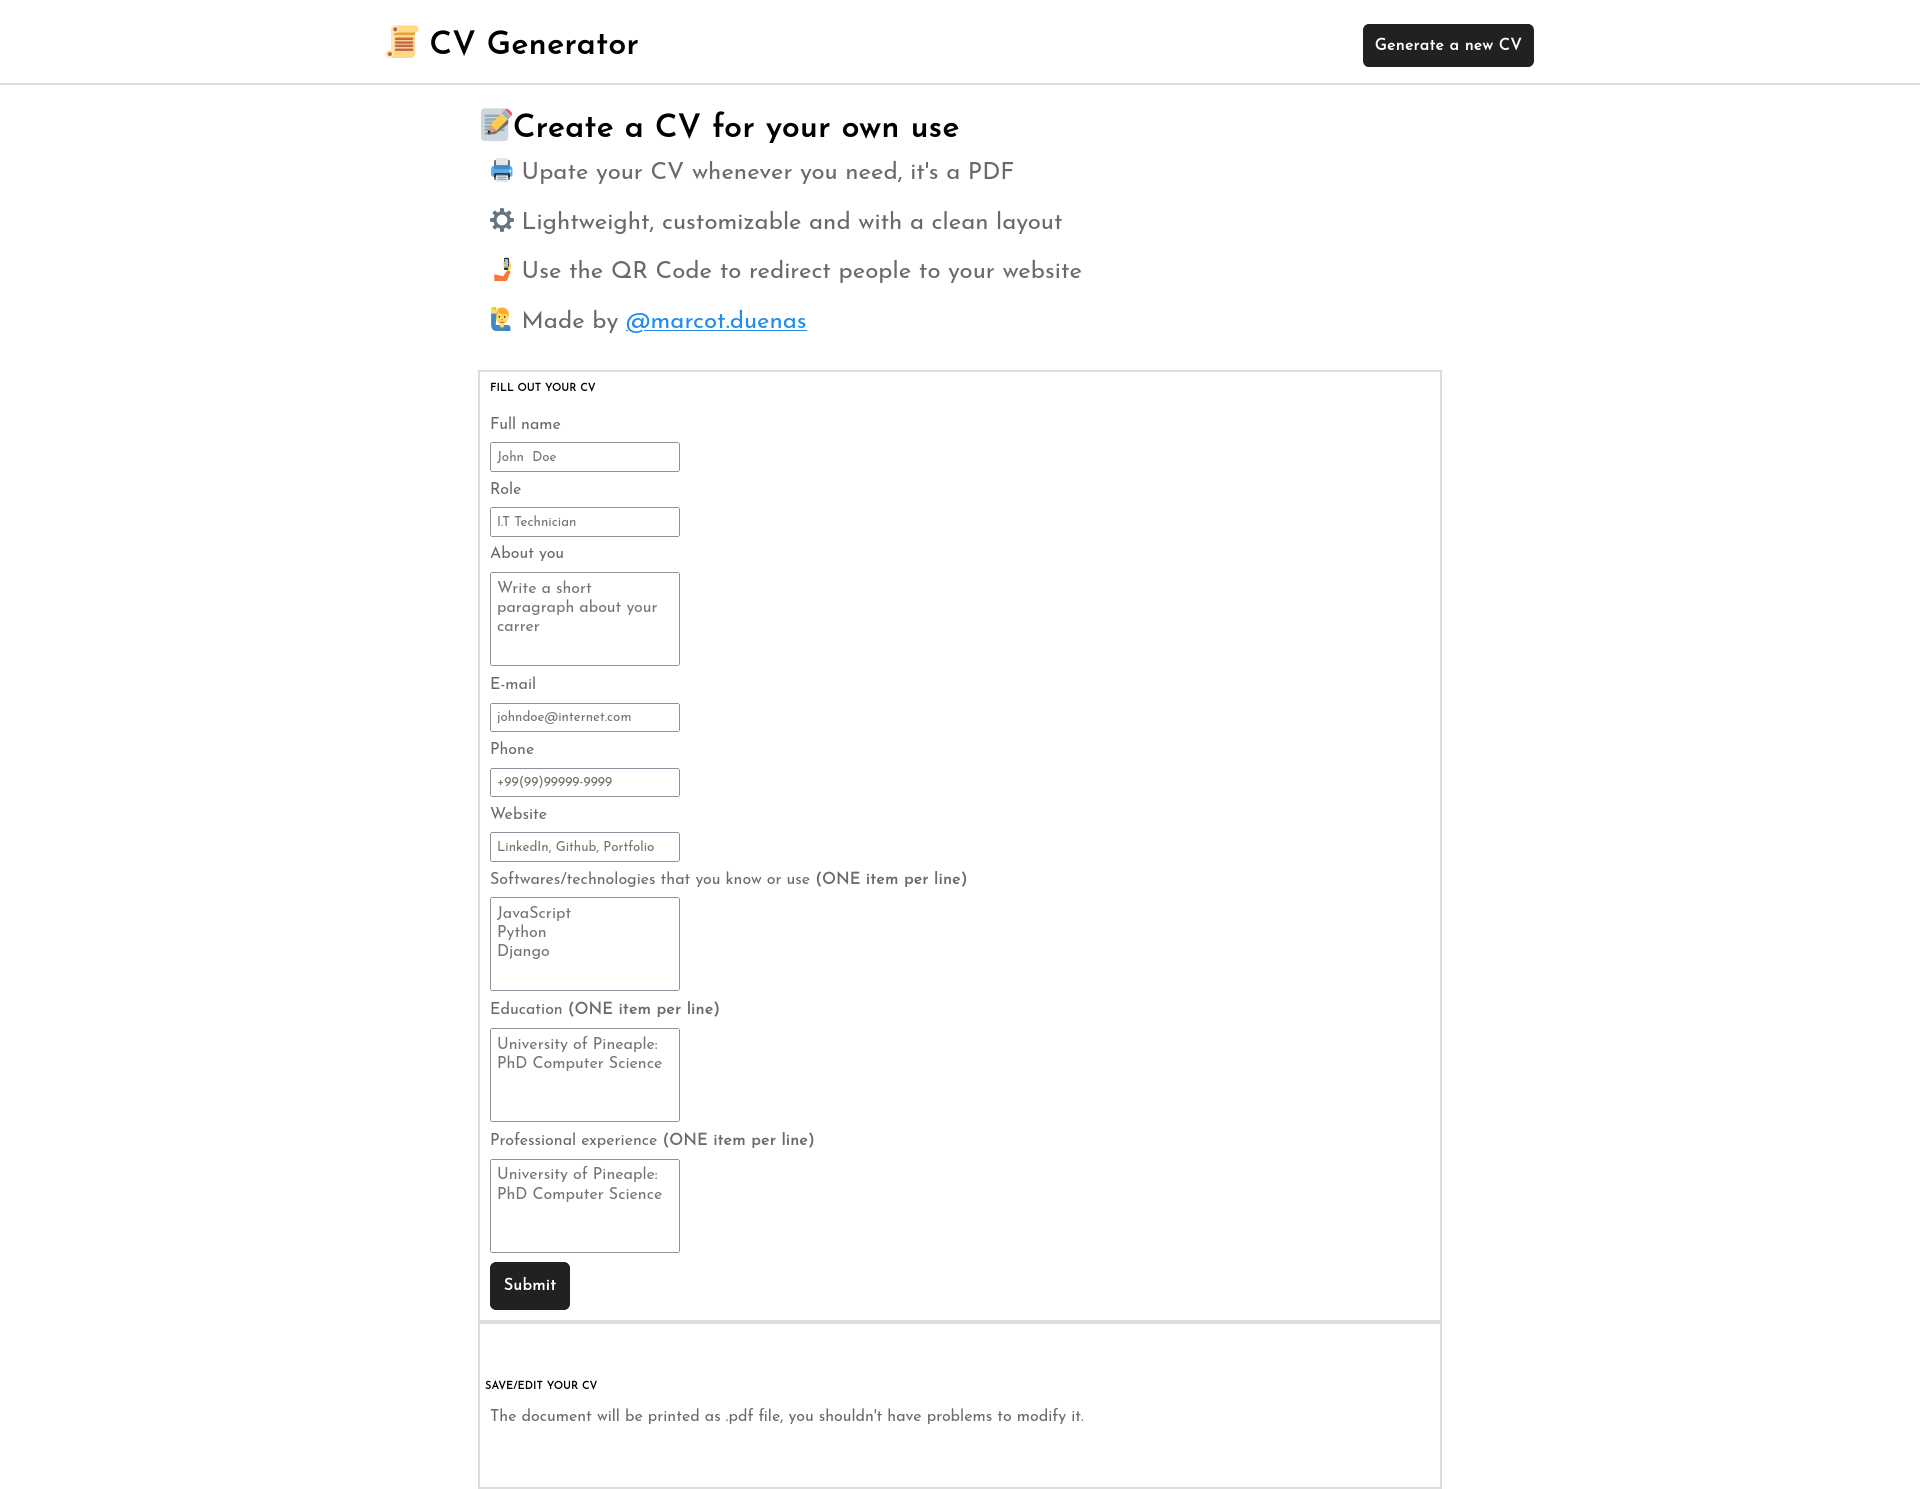 CV Generator
Generate a new CV
Create a CV for your own use
Upate your CV whenever you need, it's a PDF
Lightweight, customizable and with a clean layout
Use the QR Code to redirect people to your website
Made by @marcot.duenas
FILL OUT YOUR CV
Full name
John  Doe
Role
I.T Technician
About you
Write a short
paragraph about your
carrer
E-mail
johndoe@internet.com
Phone
+99(99)99999-9999
Website
LinkedIn, Github, Portfolio
Softwares/technologies that you know or use (ONE item per line)
JavaScript
Python
Django
Education (ONE item per line)
University of Pineaple:
PhD Computer Science
Professional experience (ONE item per line)
University of Pineaple:
PhD Computer Science
Submit
SAVE/EDIT YOUR CV
The document will be printed as .pdf file, you shouldn't have problems to modify it.